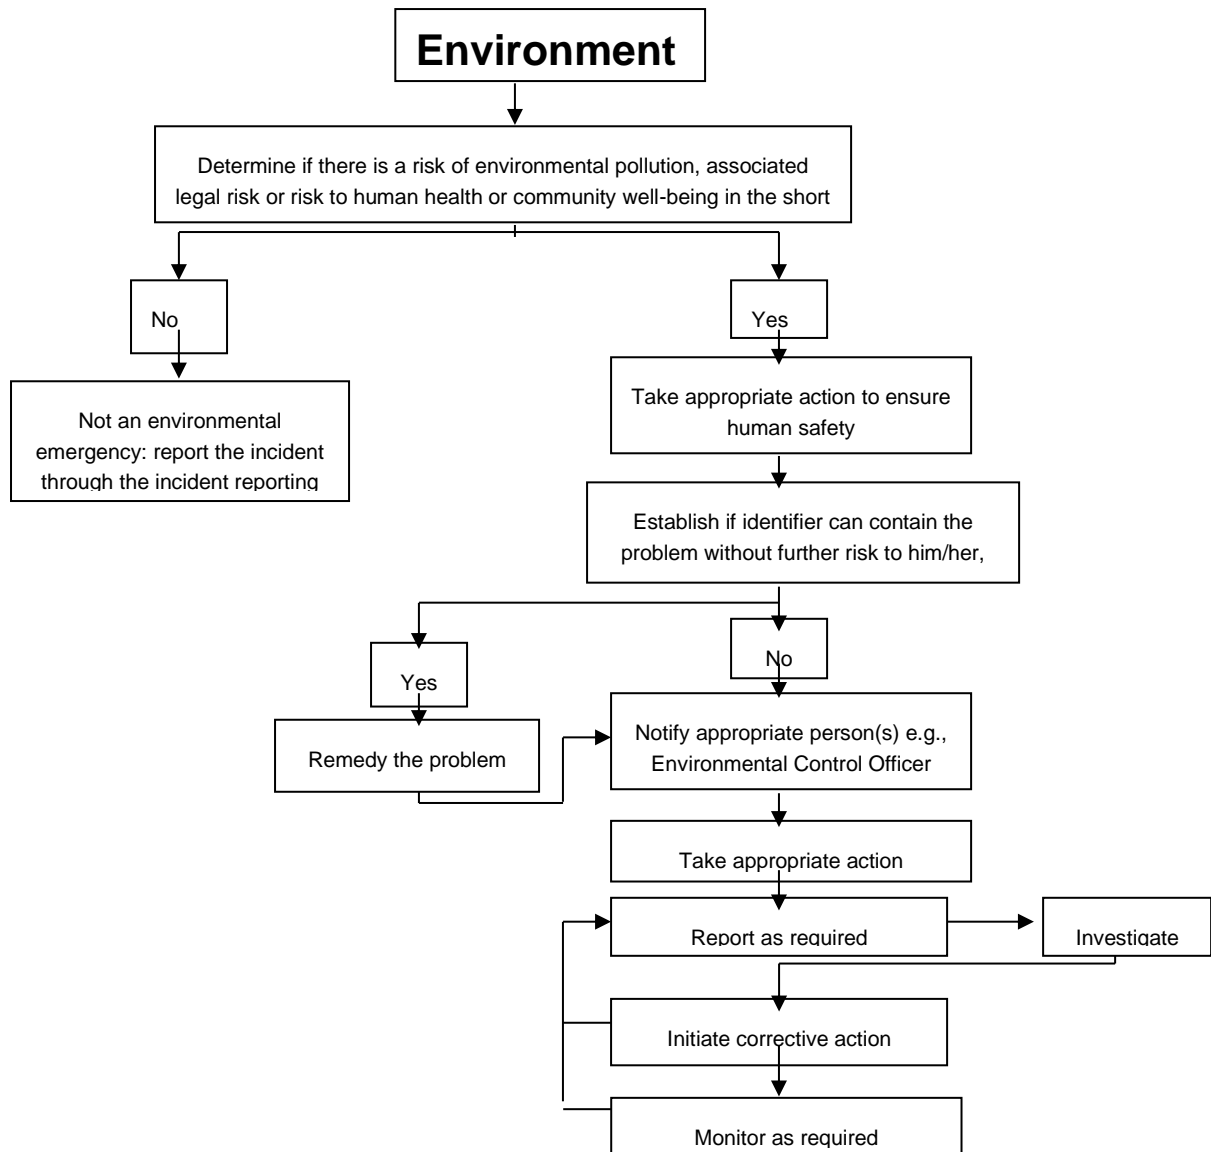 Environment
Determine if there is a risk of environmental pollution, associated
legal risk or risk to human health or community well-being in the short
No
Yes
Not an environmental
emergency: report the incident
through the incident reporting
Take appropriate action to ensure
human safety
Establish if identifier can contain the
problem without further risk to him/her,
Yes
No
Remedy the problem
Notify appropriate person(s) e.g.,
Environmental Control Officer
Take appropriate action
Report as required
Investigate
Initiate corrective action
Monitor as required